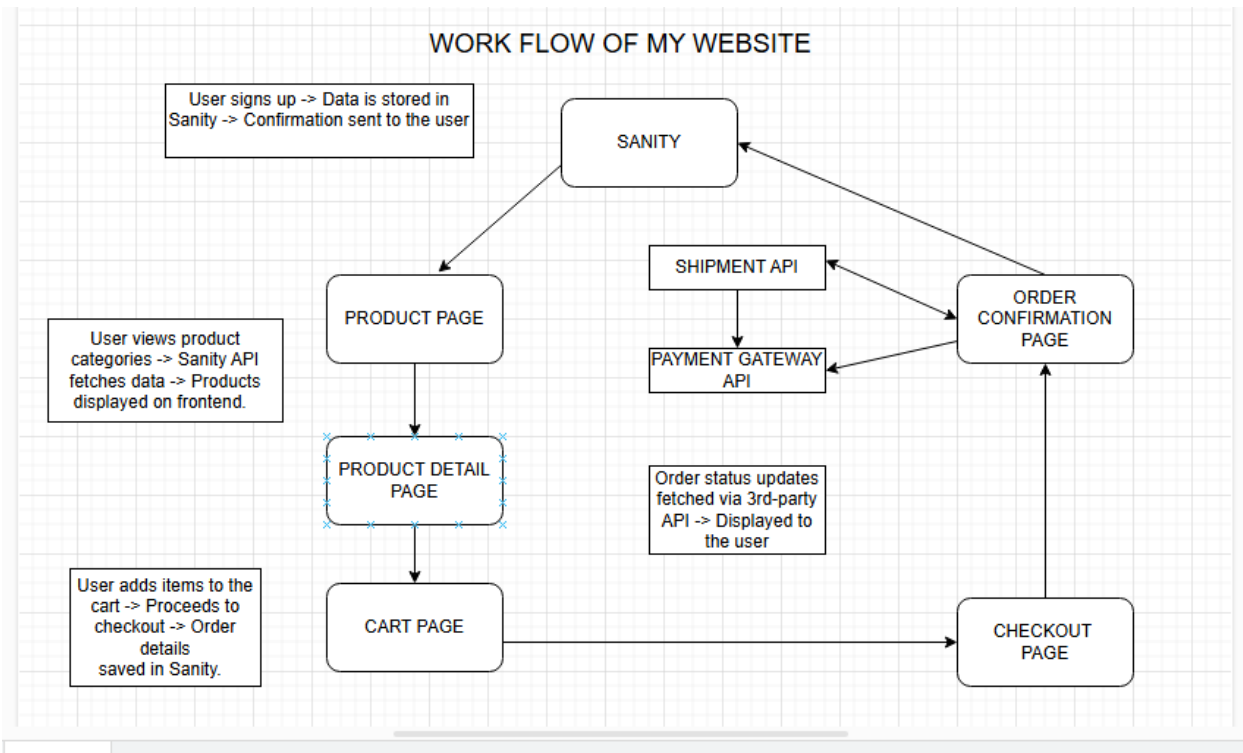 WORK FLOW OF MY WEBSITE
User signs up -> Data is stored in
Sanity -> Confirmation sent to the user
SANITY
SHIPMENT API
PRODUCT PAGE
ORDER
CONFIRMATION
PAGE
User views product
categories -> Sanity API
fetches data -> Products
displayed on frontend.
PAYMENT GATEWAY
API
PRODUCT DETAIL
PAGE
Order status updates
fetched via 3rd-party
API -> Displayed to
the user
User adds items to the
cart -> Proceeds to
checkout -> Order
details
saved in Sanity.
CART PAGE
CHECKOUT
PAGE